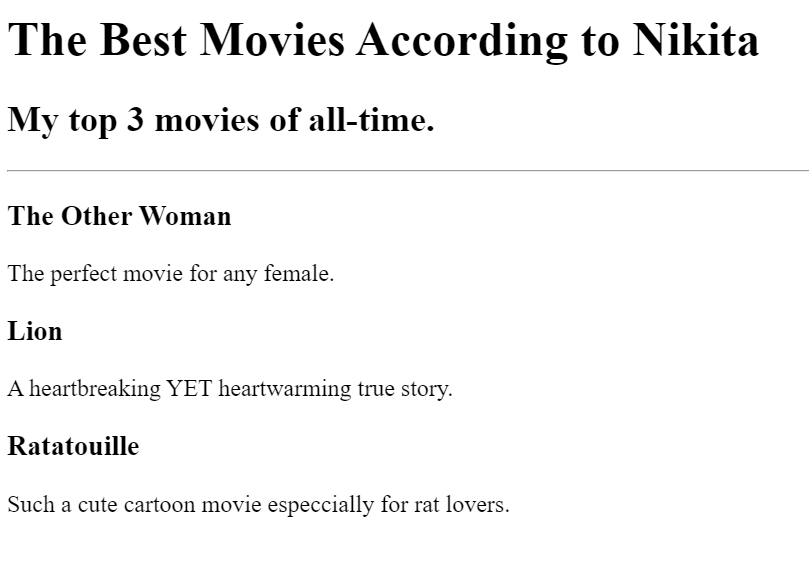 The Best Movies According to Nikita
My top 3 movies of all-time.
The Other Woman
The perfect movie for any female.
Lion
A heartbreaking YET heartwarming true story.
Ratatouille
Such a cute cartoon movie especcially for rat lovers.